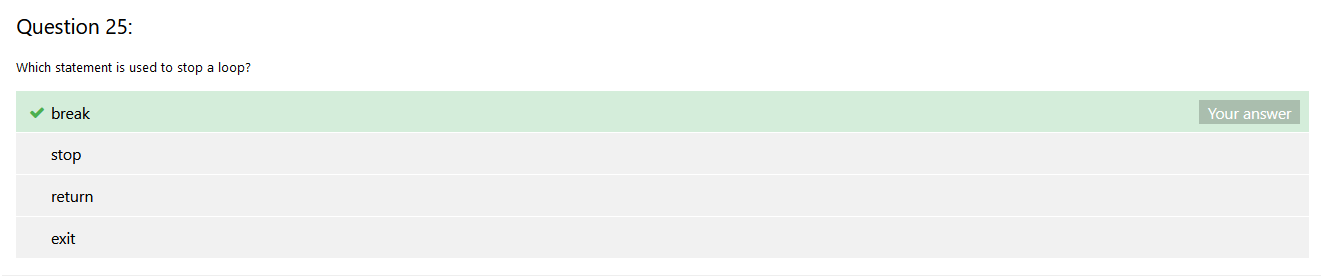 Question 25:
Which statement is used to stop a loop?
break Your answer
stop
return
exit